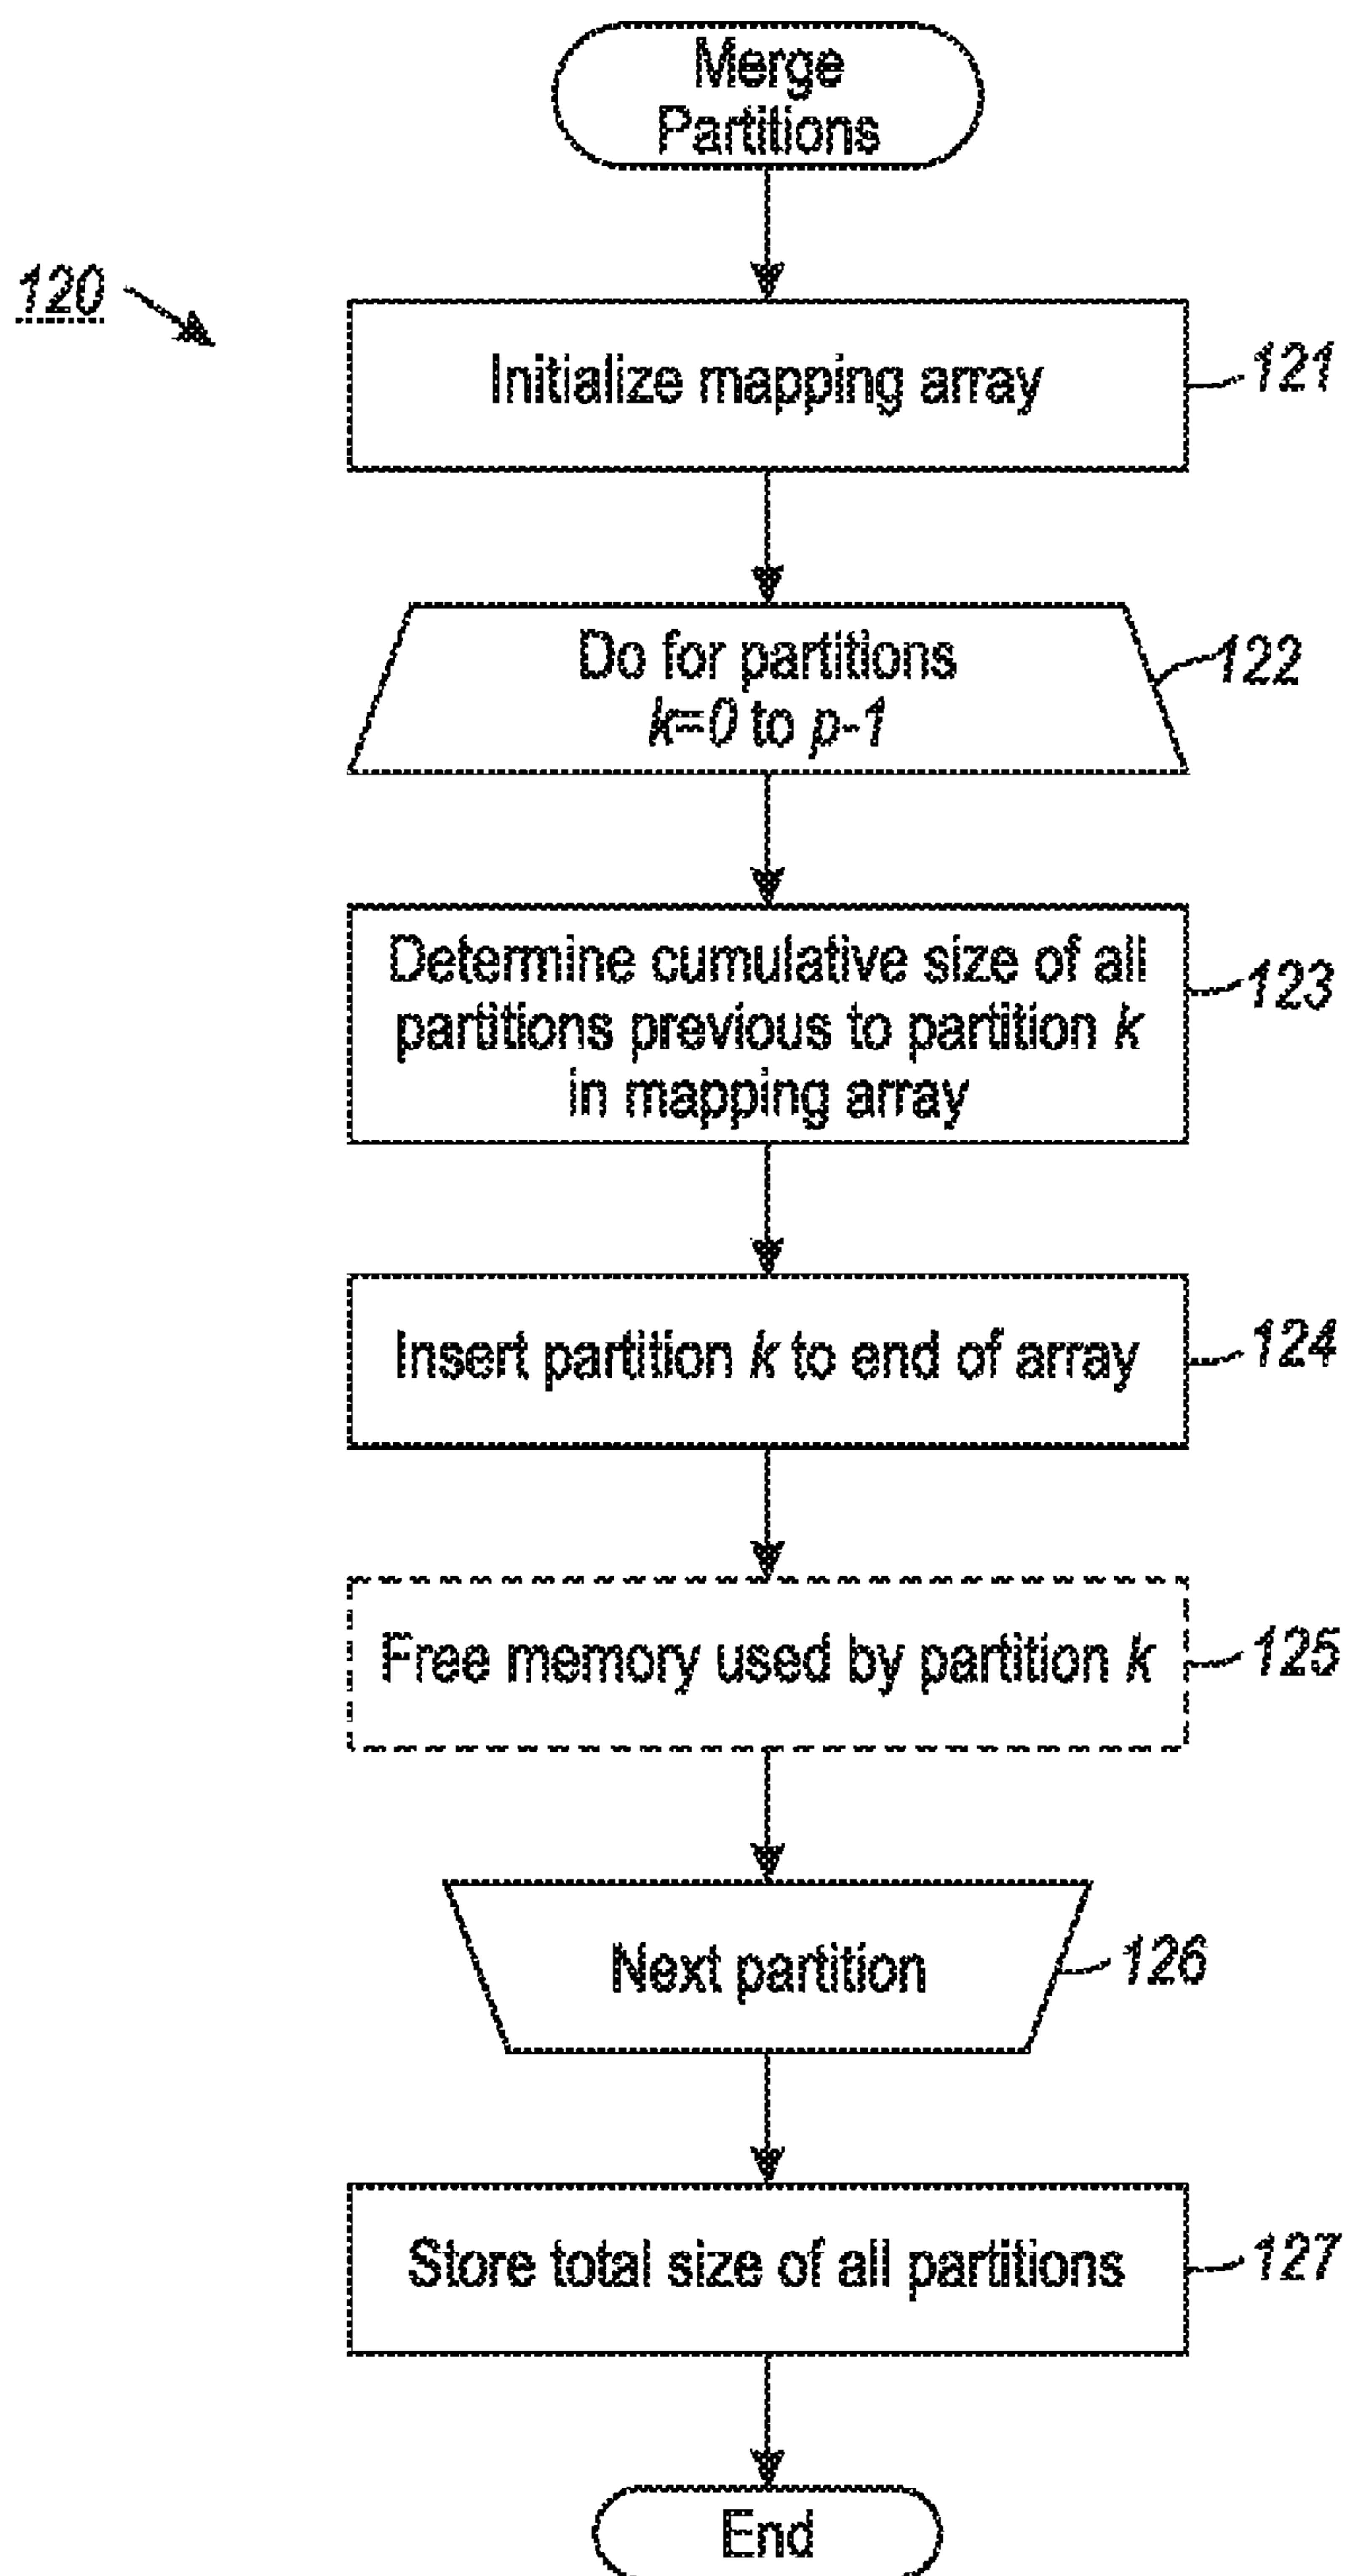 Merge
Partitions
120
Initialize mapping array
121
Do for partitions
k=0 to p-1
122
Determine cumulative size of all
partitions previous to partition k
in mapping array
123
Insert partition k to end of array
124
Free memory used by partition k
125
Next partition
126
Store total size of all partitions
127
End